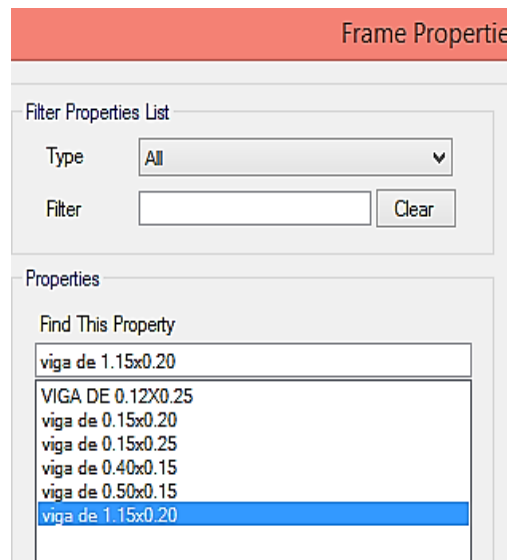 Frame Propertie
Filter Properties List
Type All
Filter Clear
Properties
Find This Property
viga de 1.15x0.20
VIGA DE 0.12X0.25
viga de 0.15x0.20
viga de 0.15x0.25
viga de 0.40x0.15
viga de 0.50x0.15
viga de 1.15x0.20